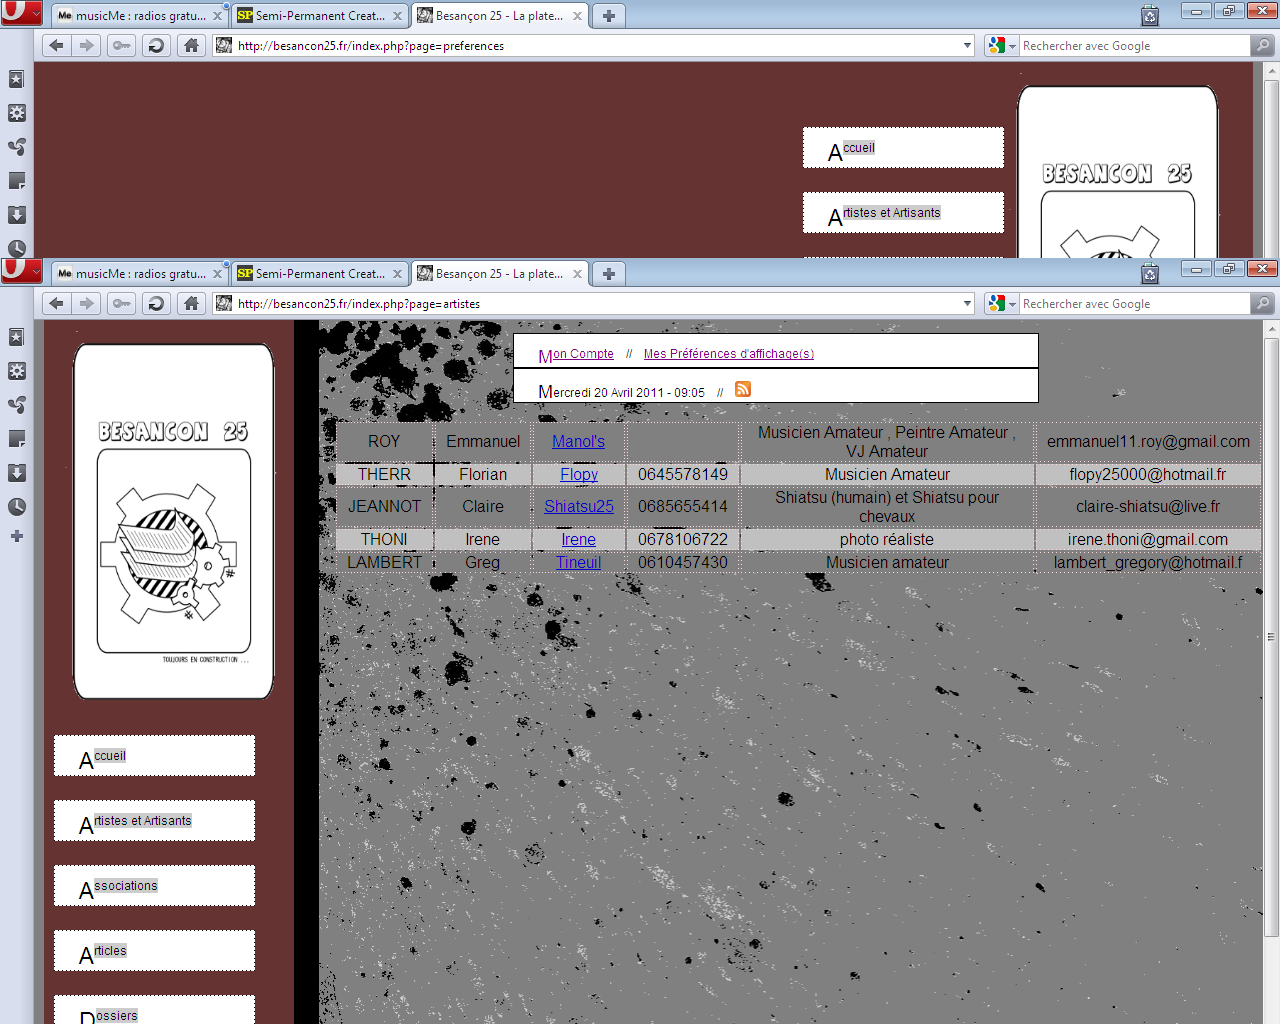 musicMe : radios gratu...
Semi-Permanent Creat...
Besançon 25 - La plate...
http://besancon25.fr/index.php?page=preferences
Rechercher avec Google
BESANCON 25
Accueil
Artistes et Artisants
musicMe : radios gratu...
Semi-Permanent Creat...
Besançon 25 - La plate...
http://besancon25.fr/index.php?page=artistes
Rechercher avec Google
BESANCON 25
TOUJOURS EN CONSTRUCTION ...
Accueil
Artistes et Artisants
Associations
Articles
Dossiers
Mon Compte // Mes Préférences d'affichage(s)
Mercredi 20 Avril 2011 - 09:05 //
ROY Emmanuel Manol's Musicien Amateur , Peintre Amateur , VJ Amateur emmanuel11.roy@gmail.com
THERR Florian Flopy 0645578149 Musicien Amateur flopy25000@hotmail.fr
JEANNOT Claire Shiatsu25 0685655414 Shiatsu (humain) et Shiatsu pour chevaux claire-shiatsu@live.fr
THONI Irene Irene 0678106722 photo réaliste irene.thoni@gmail.com
LAMBERT Greg Tineuil 0610457430 Musicien amateur lambert_gregory@hotmail.f